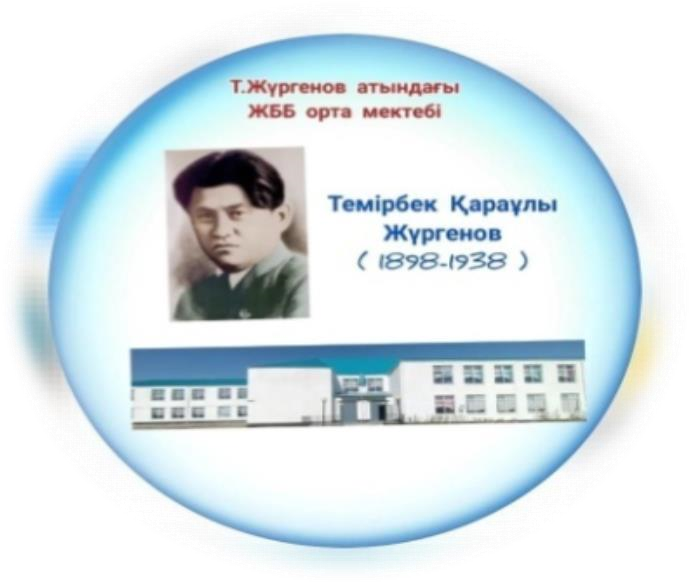 Т.Жүргенов атындағы
ЖББ орта мектебі
Темірбек Қараұлы
Жүргенов
( 1898-1938 )